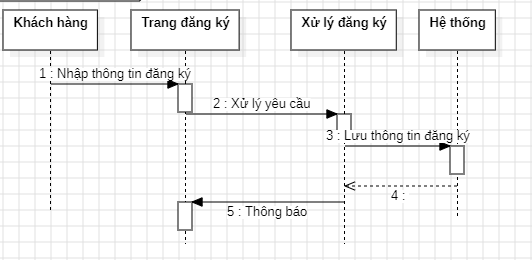 Khách hàng
Trang đăng ký
Xử lý đăng ký
Hệ thống
1 : Nhập thông tin đăng ký
2 : Xử lý yêu cầu
3 : Lưu thông tin đăng ký
4 :
5 : Thông báo